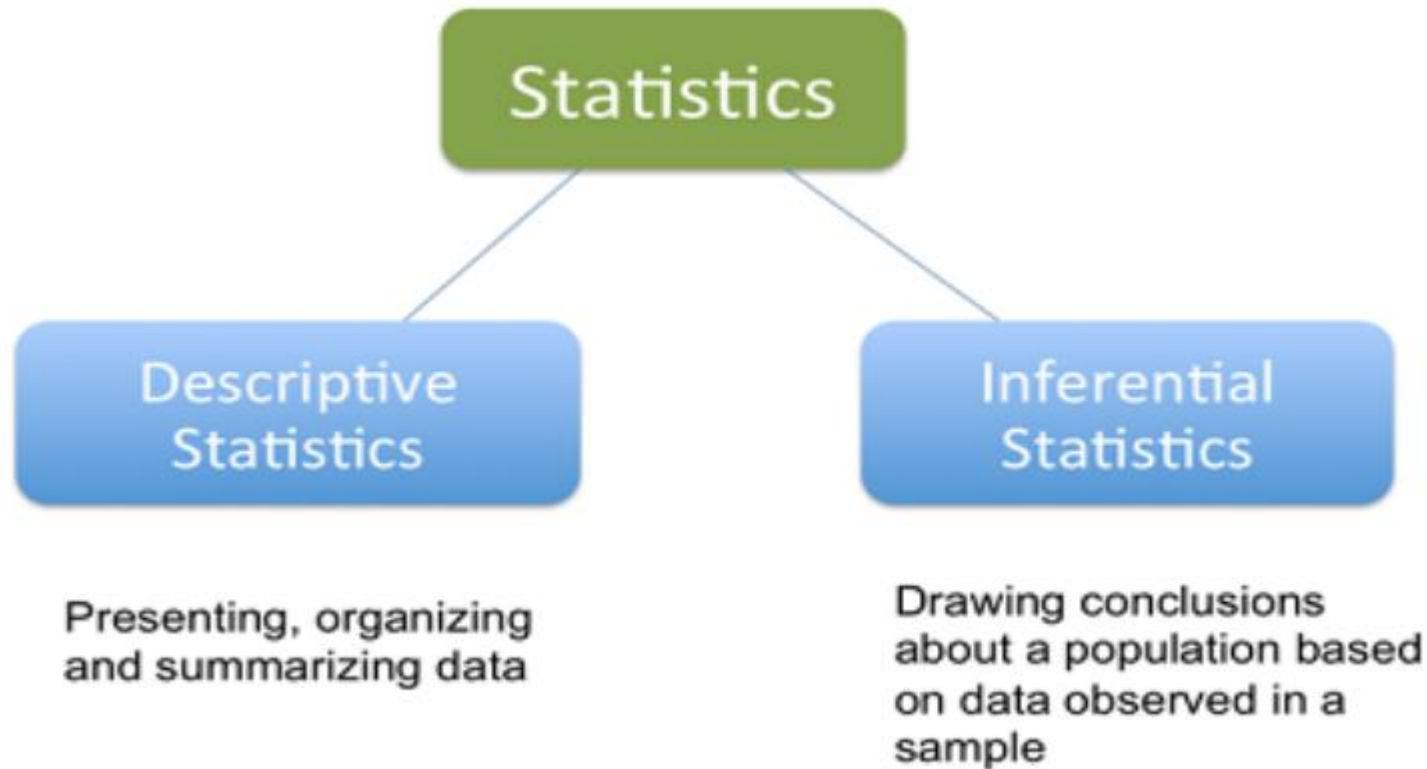 Statistics
Descriptive
Statistics
Presenting, organizing
and summarizing data
Inferential
Statistics
Drawing conclusions
about a population based
on data observed in a
sample